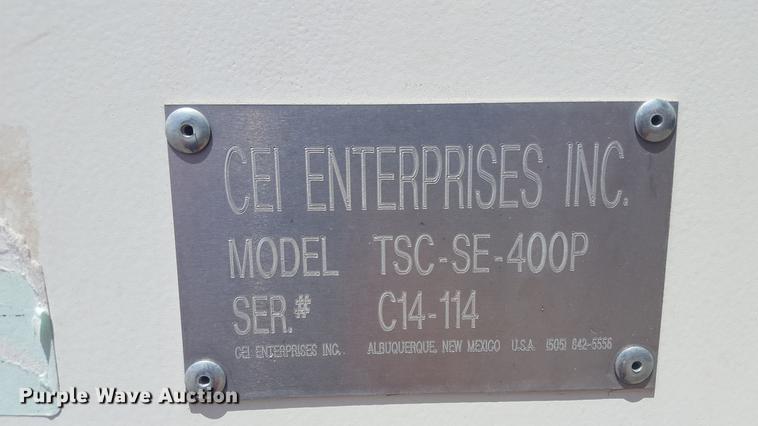 CEI ENTERPRISES INC.
MODEL TSC-SE-400P
SER.# C14-114
CEI ENTERPRISES INC. ALBUQUERQUE, NEW MEXICO U.S.A. (505) 842-5556
Purple Wave Auction